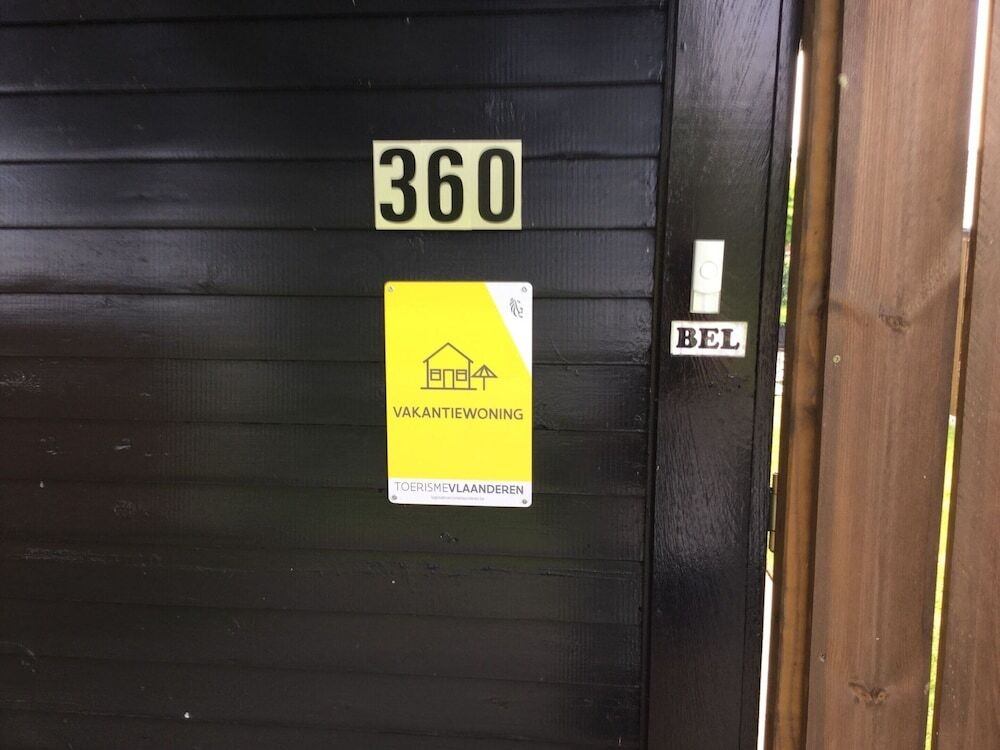 360
BEL
VAKANTIEWONING
TOERISMEVLAANDEREN